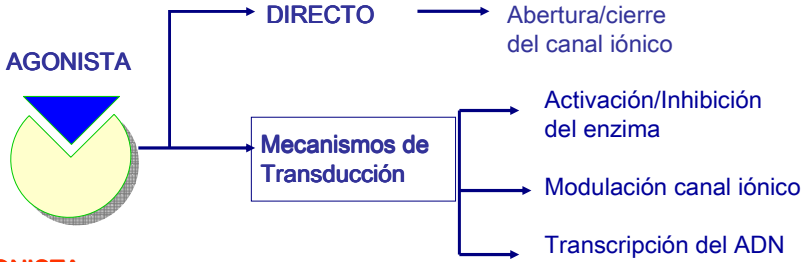 DIRECTO
Abertura/cierre
del canal iónico
AGONISTA
Activación/Inhibición
del enzima
Mecanismos de
Transducción
Modulación canal iónico
Transcripción del ADN